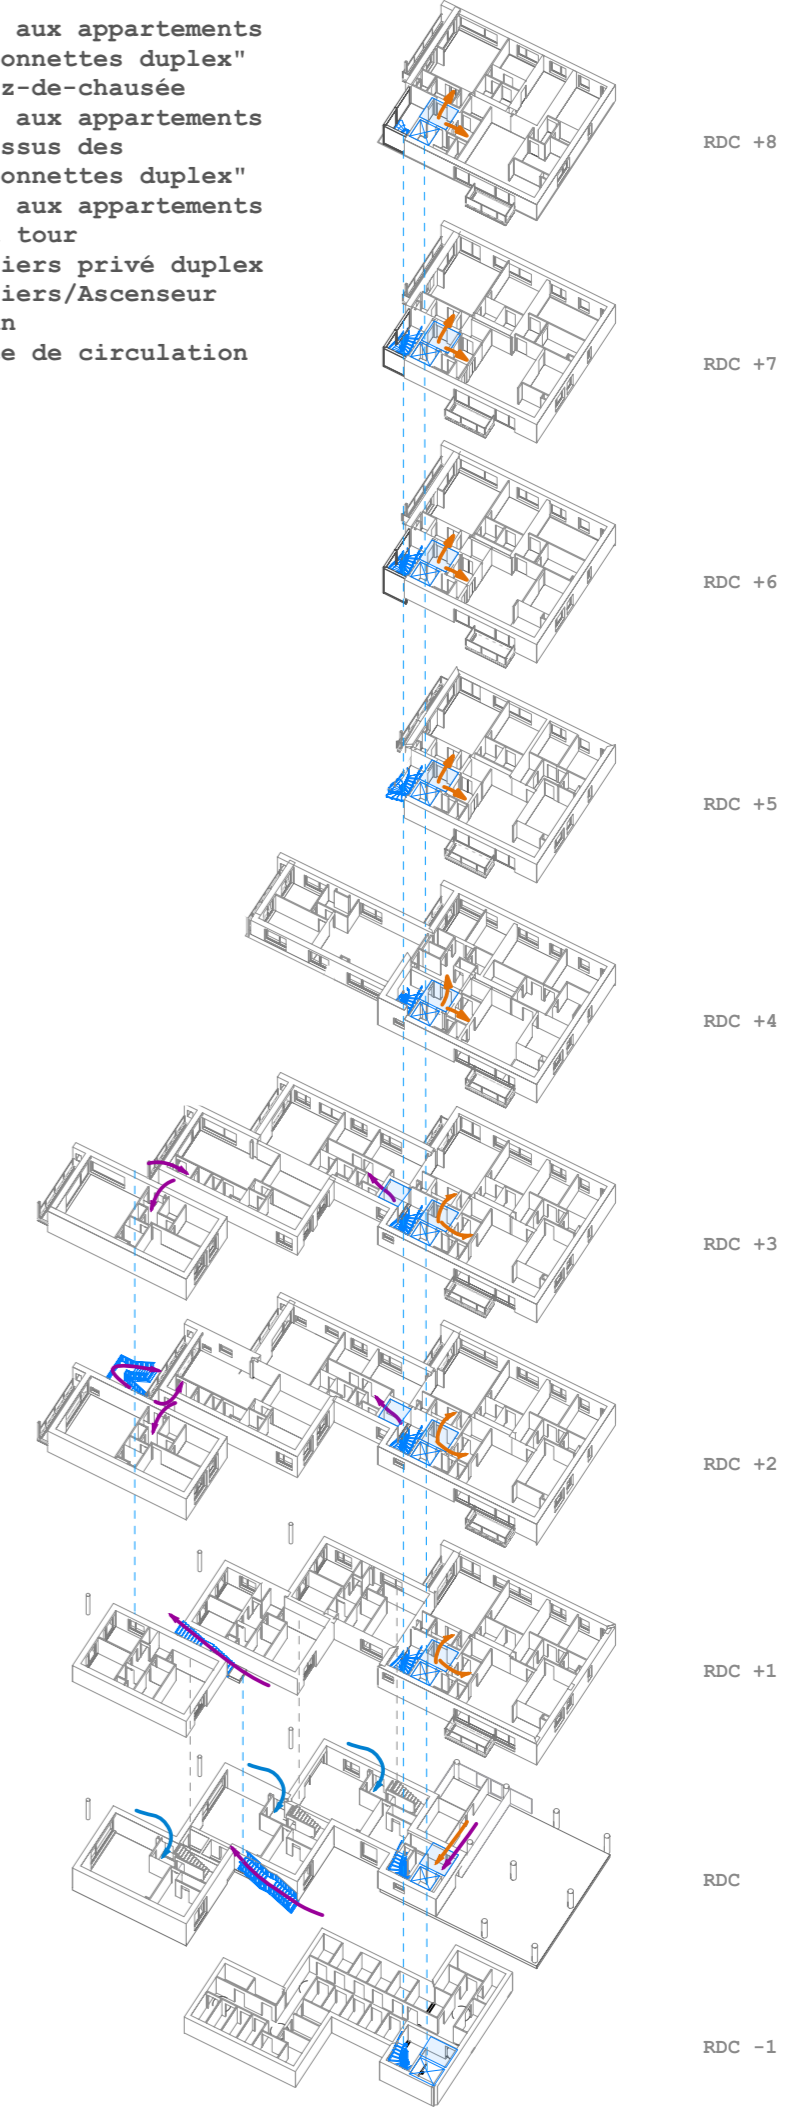 aux appartements
onnettes duplex"
z-de-chausée
aux appartements
ssus des
onnettes duplex"
aux appartements
tour
iers privé duplex
iers/Ascenseur
n
e de circulation
RDC +8
RDC +7
RDC +6
RDC +5
RDC +4
RDC +3
RDC +2
RDC +1
RDC
RDC -1